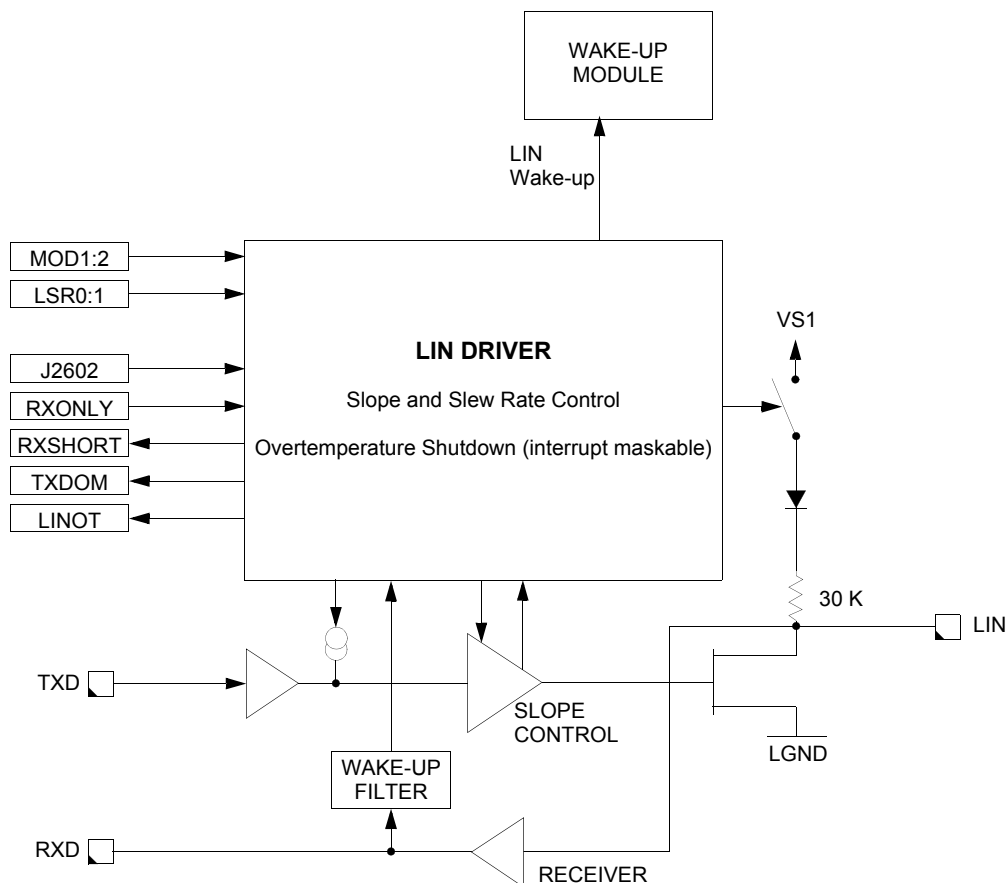 WAKE-UP
MODULE
LIN
Wake-up
MOD1:2
LSR0:1
J2602
RXONLY
RXSHORT
TXDOM
LINOT
LIN DRIVER
Slope and Slew Rate Control
Overtemperature Shutdown (interrupt maskable)
VS1
30 K
LIN
TXD
SLOPE
CONTROL
LGND
WAKE-UP
FILTER
RXD
RECEIVER